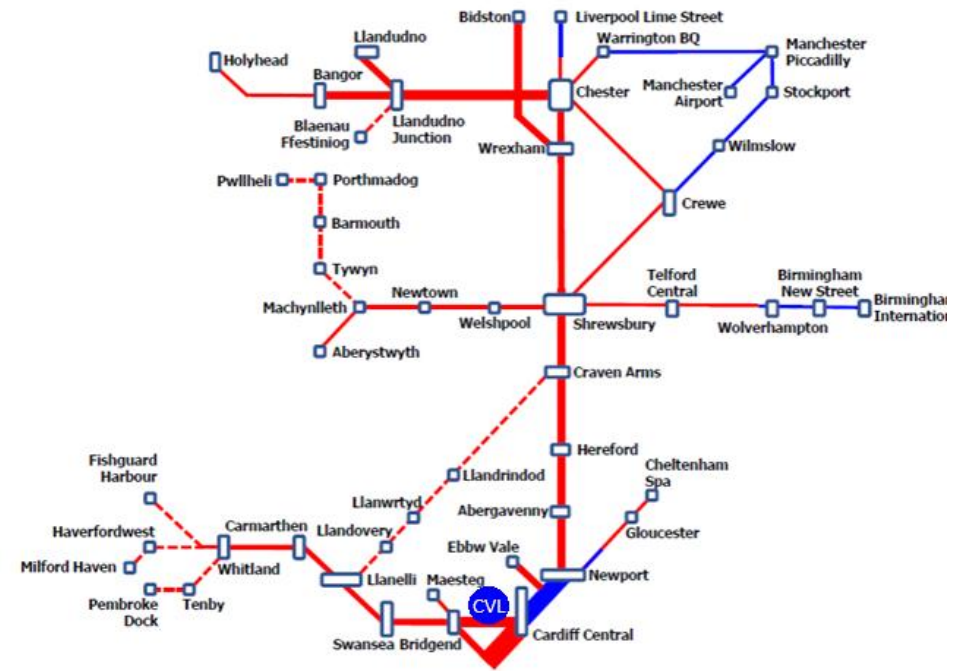 Bidston
Liverpool Lime Street
Llandudno
Warrington BQ
Manchester
Piccadilly
Holyhead
Bangor
Manchester
Airport
Chester
Stockport
Blaenau
Ffestiniog
Llandudno
Junction
Wrexham
Wilmslow
Pwllheli
Porthmadog
Crewe
Barmouth
Tywyn
Telford
Central
Birmingham
New Street
Machynlleth
Newtown
Welshpool
Shrewsbury
Wolverhampton
Birmingha
Internatio
Aberystwyth
Craven Arms
Hereford
Fishguard
Harbour
Llandrindod
Cheltenham
Spa
Llanwrtyd
Abergavenny
Haverfordwest
Carmarthen
Llandovery
Gloucester
Ebbw Vale
Milford Haven
Whitland
Llanelli
Maesteg
Newport
Pembroke
Dock
Tenby
CVL
Swansea
Bridgend
Cardiff Central